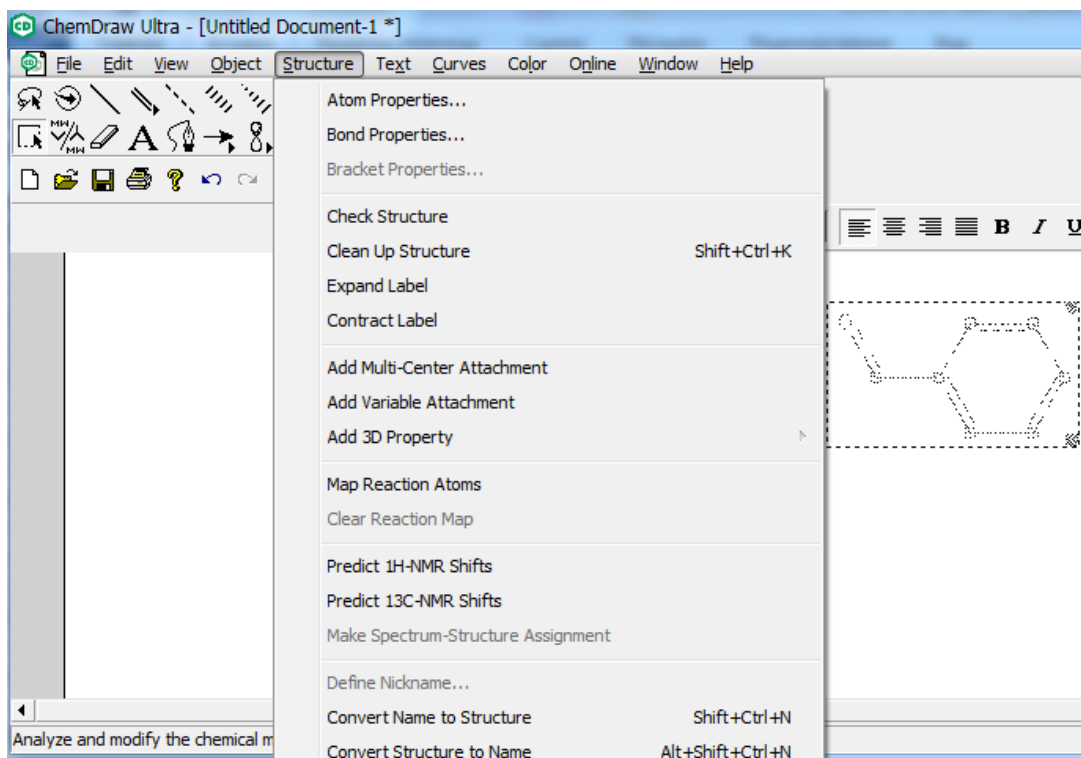 ChemDraw Ultra - [Untitled Document-1 *]
File Edit View Object Structure Text Curves Color Online Window Help
Atom Properties...
Bond Properties...
Bracket Properties...
Check Structure
Clean Up Structure Shift+Ctrl+K
Expand Label
Contract Label
Add Multi-Center Attachment
Add Variable Attachment
Add 3D Property
Map Reaction Atoms
Clear Reaction Map
Predict 1H-NMR Shifts
Predict 13C-NMR Shifts
Make Spectrum-Structure Assignment
Define Nickname...
Convert Name to Structure Shift+Ctrl+N
Convert Structure to Name Alt+Shift+Ctrl+N
Analyze and modify the chemical m
MW
MW
A
B I U